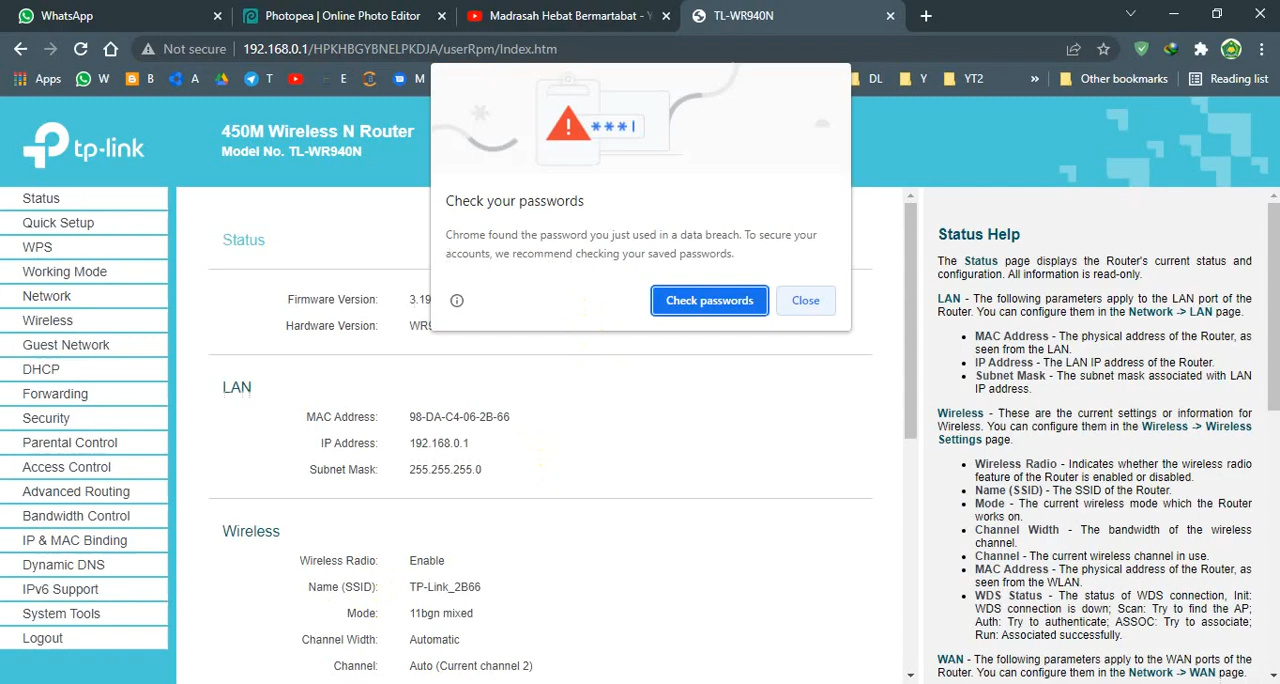 WhatsApp
Photopea | Online Photo Editor
Madrasah Hebat Bermartabat - Y
TL-WR940N
Not secure
192.168.0.1/HPKHBGYBNELPKDJA/userRpm/Index.htm
Apps
W
B
A
T
E
M
DL
Y
YT2
»
Other bookmarks
Reading list
tp-link
450M Wireless N Router
Model No. TL-WR940N
Status
Quick Setup
WPS
Working Mode
Network
Wireless
Guest Network
DHCP
Forwarding
Security
Parental Control
Access Control
Advanced Routing
Bandwidth Control
IP & MAC Binding
Dynamic DNS
IPv6 Support
System Tools
Logout
***
Check your passwords
Chrome found the password you just used in a data breach. To secure your
accounts, we recommend checking your saved passwords.
Check passwords
Close
Status
Firmware Version: 3.19
Hardware Version: WR9
LAN
MAC Address: 98-DA-C4-06-2B-66
IP Address: 192.168.0.1
Subnet Mask: 255.255.255.0
Wireless
Wireless Radio: Enable
Name (SSID): TP-Link_2B66
Mode: 11bgn mixed
Channel Width: Automatic
Channel: Auto (Current channel 2)
Status Help
The Status page displays the Router's current status and
configuration. All information is read-only.
LAN - The following parameters apply to the LAN port of the
Router. You can configure them in the Network -> LAN page.
MAC Address - The physical address of the Router, as
seen from the LAN.
IP Address - The LAN IP address of the Router.
Subnet Mask - The subnet mask associated with LAN
IP address.
Wireless - These are the current settings or information for
Wireless. You can configure them in the Wireless -> Wireless
Settings page.
Wireless Radio - Indicates whether the wireless radio
feature of the Router is enabled or disabled.
Name (SSID) - The SSID of the Router.
Mode - The current wireless mode which the Router
works on.
Channel Width - The bandwidth of the wireless
channel.
Channel - The current wireless channel in use.
MAC Address - The physical address of the Router, as
seen from the WLAN.
WDS Status - The status of WDS connection, Init:
WDS connection is down; Scan: Try to find the AP;
Auth: Try to authenticate; ASSOC: Try to associate;
Run: Associated successfully.
WAN - The following parameters apply to the WAN ports of the
Router. You can configure them in the Network -> WAN page.